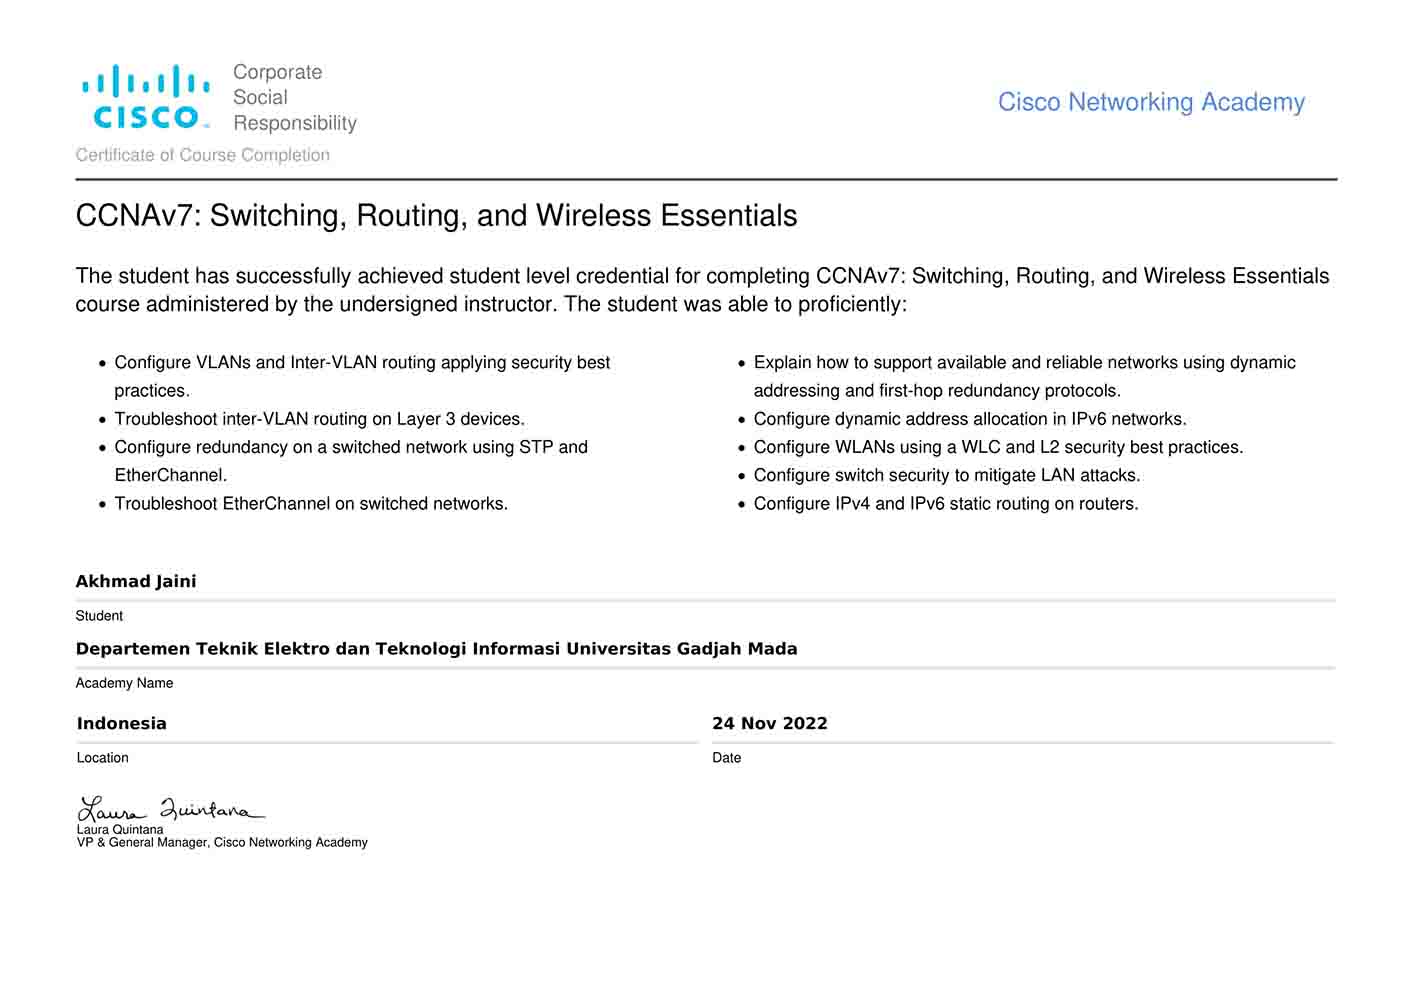 CISCO
Corporate
Social
Responsibility
Cisco Networking Academy
Certificate of Course Completion
CCNAv7: Switching, Routing, and Wireless Essentials
The student has successfully achieved student level credential for completing CCNAv7: Switching, Routing, and Wireless Essentials
course administered by the undersigned instructor. The student was able to proficiently:
• Configure VLANs and Inter-VLAN routing applying security best
practices.
• Troubleshoot inter-VLAN routing on Layer 3 devices.
• Configure redundancy on a switched network using STP and
EtherChannel.
• Troubleshoot EtherChannel on switched networks.
• Explain how to support available and reliable networks using dynamic
addressing and first-hop redundancy protocols.
• Configure dynamic address allocation in IPv6 networks.
• Configure WLANs using a WLC and L2 security best practices.
• Configure switch security to mitigate LAN attacks.
• Configure IPv4 and IPv6 static routing on routers.
Akhmad Jaini
Student
Departemen Teknik Elektro dan Teknologi Informasi Universitas Gadjah Mada
Academy Name
Indonesia
Location
24 Nov 2022
Date
Laura Quintana
Laura Quintana
VP & General Manager, Cisco Networking Academy